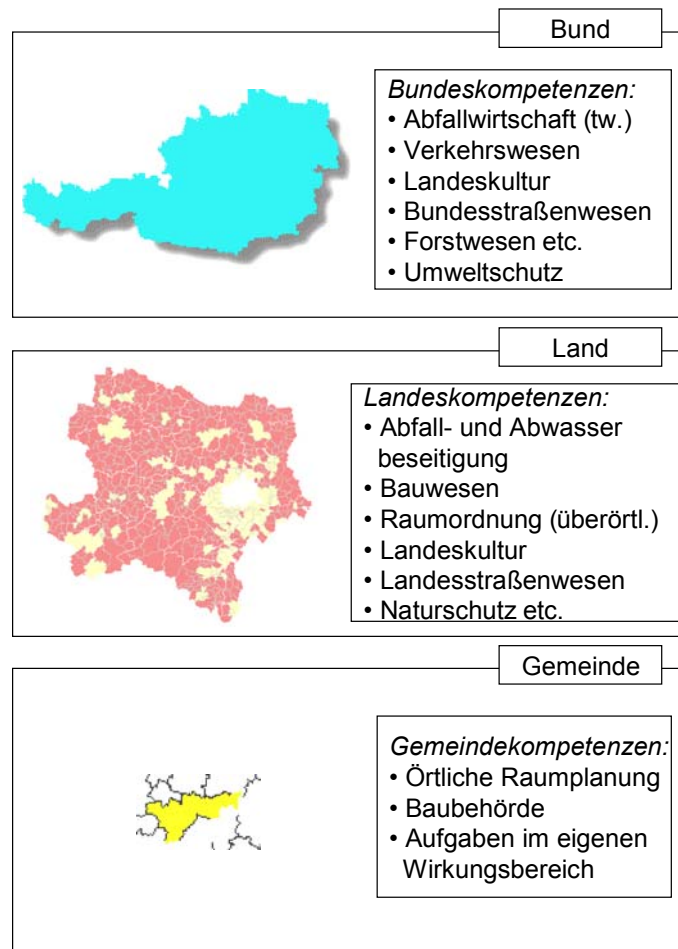 Bund
Bundeskompetenzen:
• Abfallwirtschaft (tw.)
• Verkehrswesen
• Landeskultur
• Bundesstraßenwesen
• Forstwesen etc.
• Umweltschutz
Land
Landeskompetenzen:
• Abfall- und Abwasser
beseitigung
• Bauwesen
• Raumordnung (überörtl.)
• Landeskultur
• Landesstraßenwesen
• Naturschutz etc.
Gemeinde
Gemeindekompetenzen:
• Örtliche Raumplanung
• Baubehörde
• Aufgaben im eigenen
Wirkungsbereich